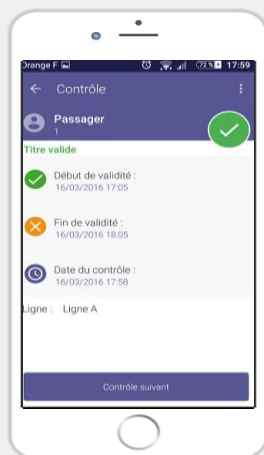 Orange F
72% 17:59
Contrôle
Passager
1
Titre valide
Début de validité :
16/03/2016 17:05
Fin de validité :
16/03/2016 18:05
Date du contrôle :
16/03/2016 17:58
Ligne : Ligne A
Contrôle suivant